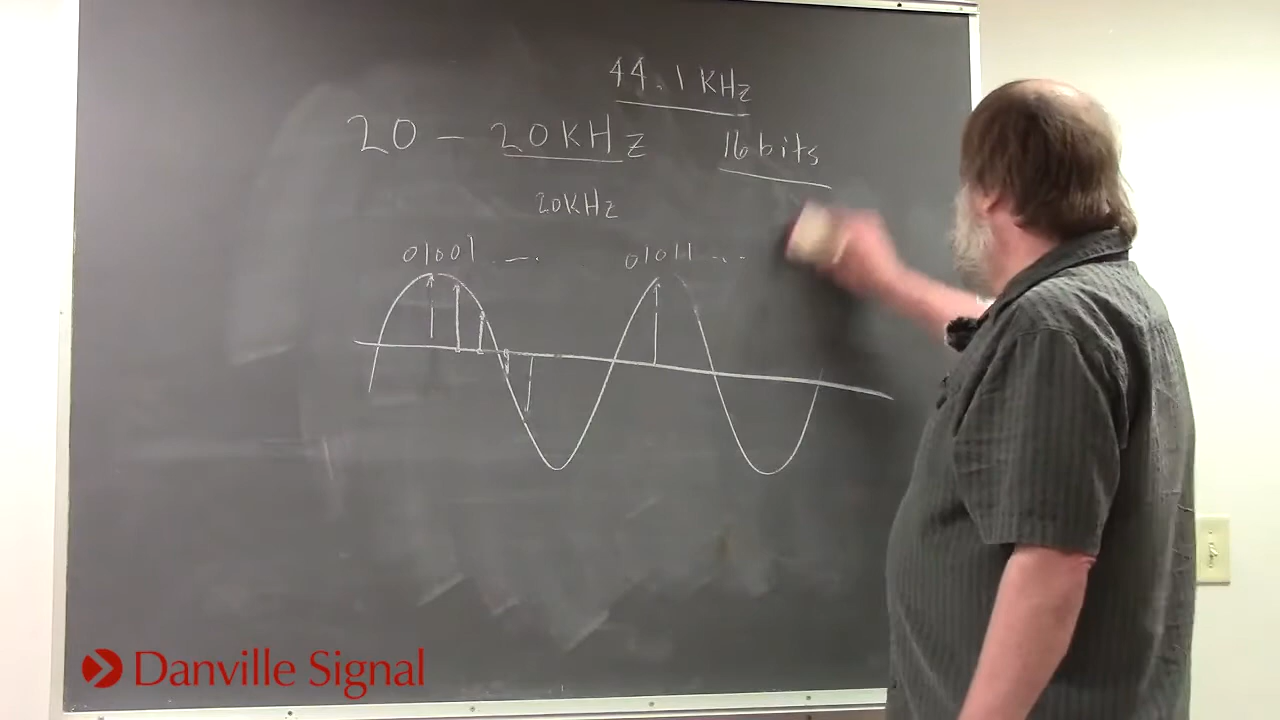 44.1 KHz
20 - 20KHz
16 bits
20KHz
01001 ...
01011 ...
Danville Signal